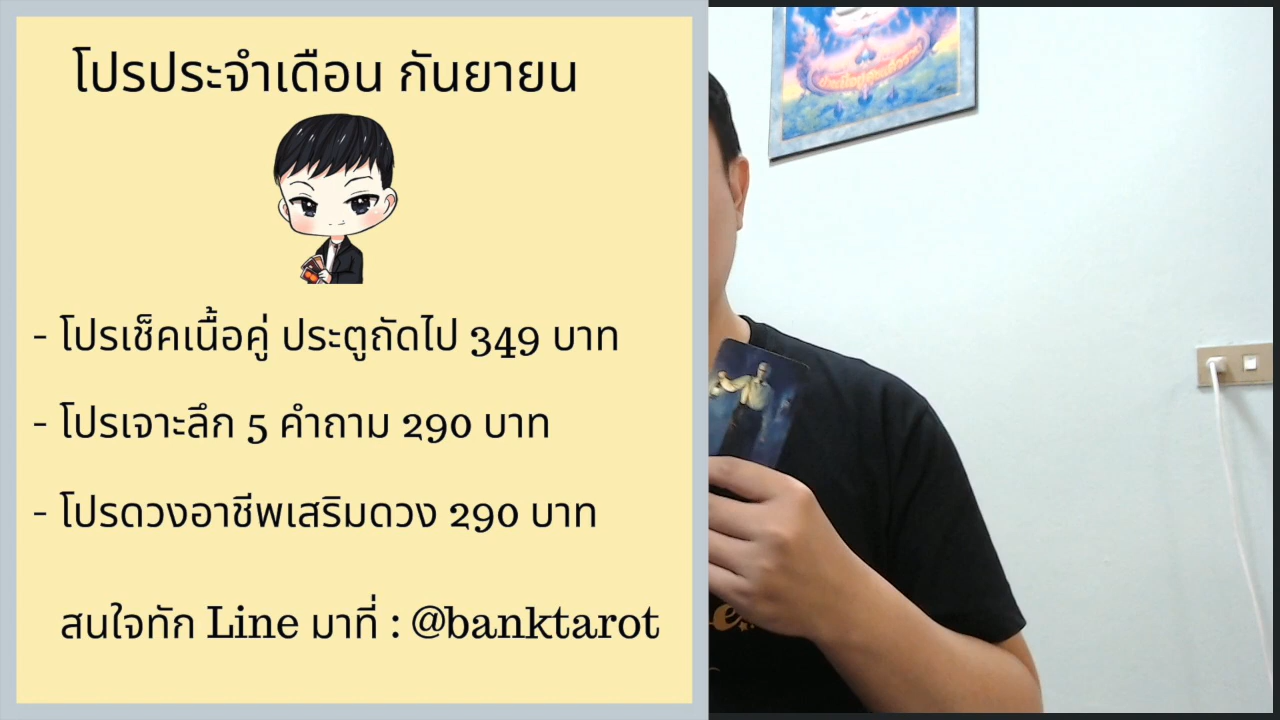 โปรประจำเดือน กันยายน
- โปรเช็คเนื้อคู่ ประตูถัดไป 349 บาท
- โปรเจาะลึก 5 คำถาม 290 บาท
- โปรดวงอาชีพเสริมดวง 290 บาท
สนใจทัก Line มาที่ : @banktarot